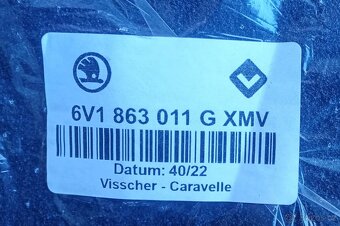 6V1 863 011 G XMV
Datum: 40/22
Visscher - Caravelle